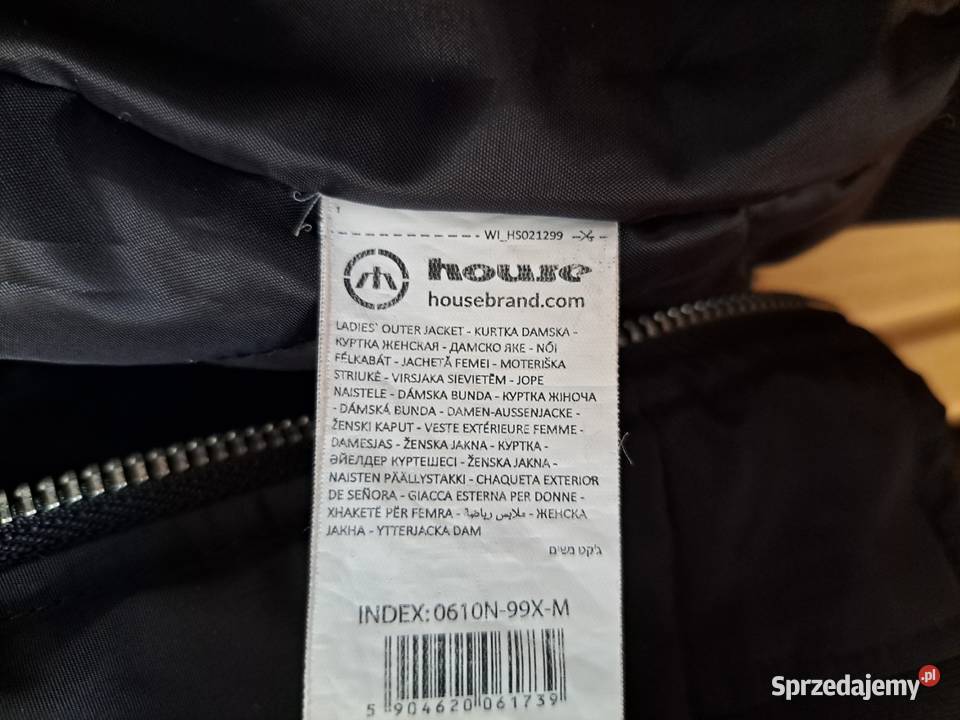 1
WI_HS021299
house
housebrand.com
LADIES' OUTER JACKET - KURTKA DAMSKA -
КУРТКА ЖЕНСКАЯ - ДАМСКО ЯКЕ - NŐI
FÉLKABÁT - JACHETĂ FEMEI - MOTERIŠKA
STRIUKĖ - VIRSJAKA SIEVIETĒM - JOPE
NAISTELE - DÁMSKA BUNDA - КУРТКА ЖІНОЧА
- DÁMSKÁ BUNDA - DAMEN-AUSSENJACKE -
ŽENSKI KAPUT - VESTE EXTÉRIEURE FEMME -
DAMESJAS - ŽENSKA JAKNA - КУРТКА -
ӘЙЕЛДЕР КУРТЕШЕСІ - ŽENSKA JAKNA -
NAISTEN PÄÄLLYSTAKKI - CHAQUETA EXTERIOR
DE SEÑORA - GIACCA ESTERNA PER DONNE -
XHAKETË PËR FEMRA - ملابس رياضية - ЖЕНСКА
ЈАКНА - YTTERJACKA DAM
ג'קט נשים
INDEX: 0610N-99X-M
5 904620 061739
Sprzedajemy.pl